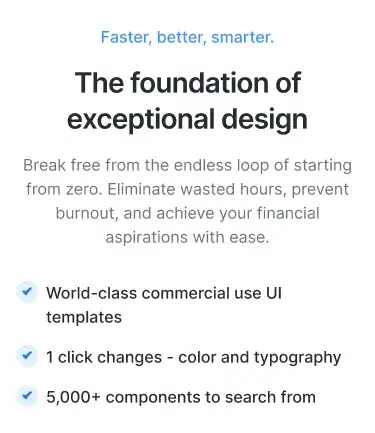 Faster, better, smarter.
The foundation of
exceptional design
Break free from the endless loop of starting
from zero. Eliminate wasted hours, prevent
burnout, and achieve your financial
aspirations with ease.
World-class commercial use UI
templates
1 click changes - color and typography
5,000+ components to search from